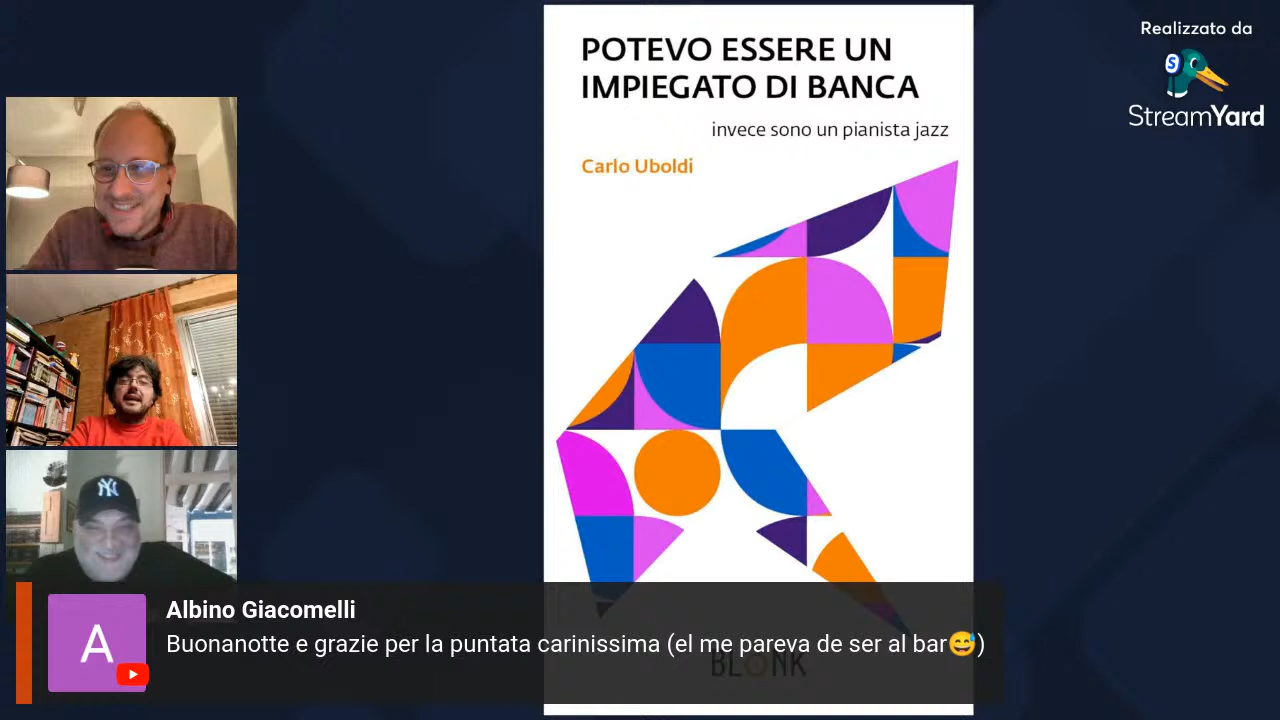 POTEVO ESSERE UN
IMPIEGATO DI BANCA
invece sono un pianista jazz
Carlo Uboldi
Realizzato da
S
StreamYard
NY
A
Albino Giacomelli
Buonanotte e grazie per la puntata carinissima (el me pareva de ser al bar😅)
BLONK